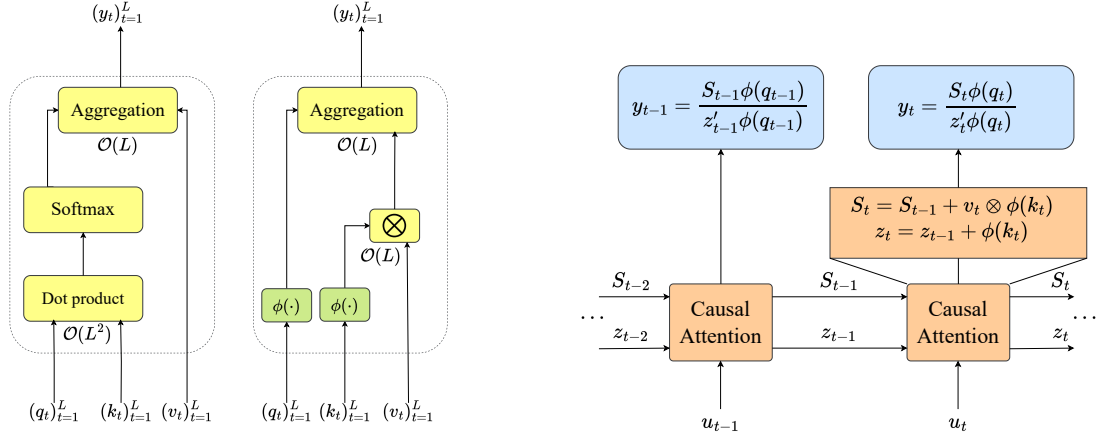 (y_t)_{t=1}^L
Aggregation
O(L)
Softmax
Dot product
O(L^2)
(q_t)_{t=1}^L (k_t)_{t=1}^L (v_t)_{t=1}^L
(y_t)_{t=1}^L
Aggregation
O(L)
⊗
O(L)
ϕ(·) ϕ(·)
(q_t)_{t=1}^L (k_t)_{t=1}^L (v_t)_{t=1}^L
y_{t−1} = \frac{S_{t−1}ϕ(q_{t−1})}{z'_{t−1}ϕ(q_{t−1})}
y_t = \frac{S_tϕ(q_t)}{z'_tϕ(q_t)}
S_t = S_{t−1} + v_t ⊗ ϕ(k_t)
z_t = z_{t−1} + ϕ(k_t)
S_{t−2} S_{t−1} S_t
... Causal Attention Causal Attention ...
z_{t−2} z_{t−1} z_t
u_{t−1} u_t